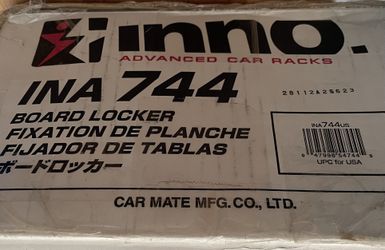 inno.
ADVANCED CAR RACKS
INA 744
BOARD LOCKER
FIXATION DE PLANCHE
FIJADOR DE TABLAS
ボードロッカー
INA744US
UPC for USA
CAR MATE MFG.CO., LTD.